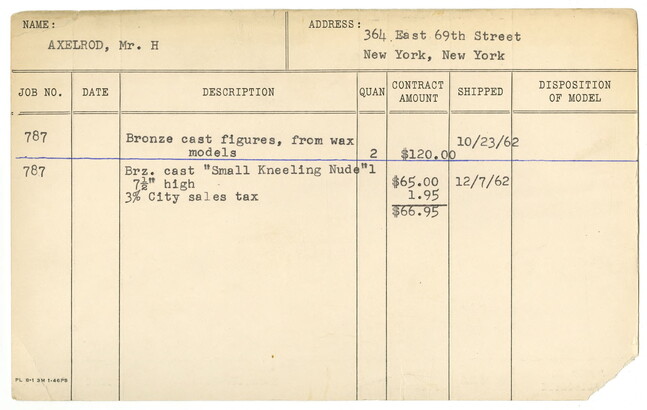 NAME:
AXELROD, Mr. H
ADDRESS:
364 East 69th Street
New York, New York
JOB NO. DATE DESCRIPTION QUAN CONTRACT AMOUNT SHIPPED DISPOSITION OF MODEL
787 Bronze cast figures, from wax 10/23/62
models 2 $120.00
787 Brz. cast "Small Kneeling Nude"1
7½" high $65.00 12/7/62
3% City sales tax 1.95
$66.95